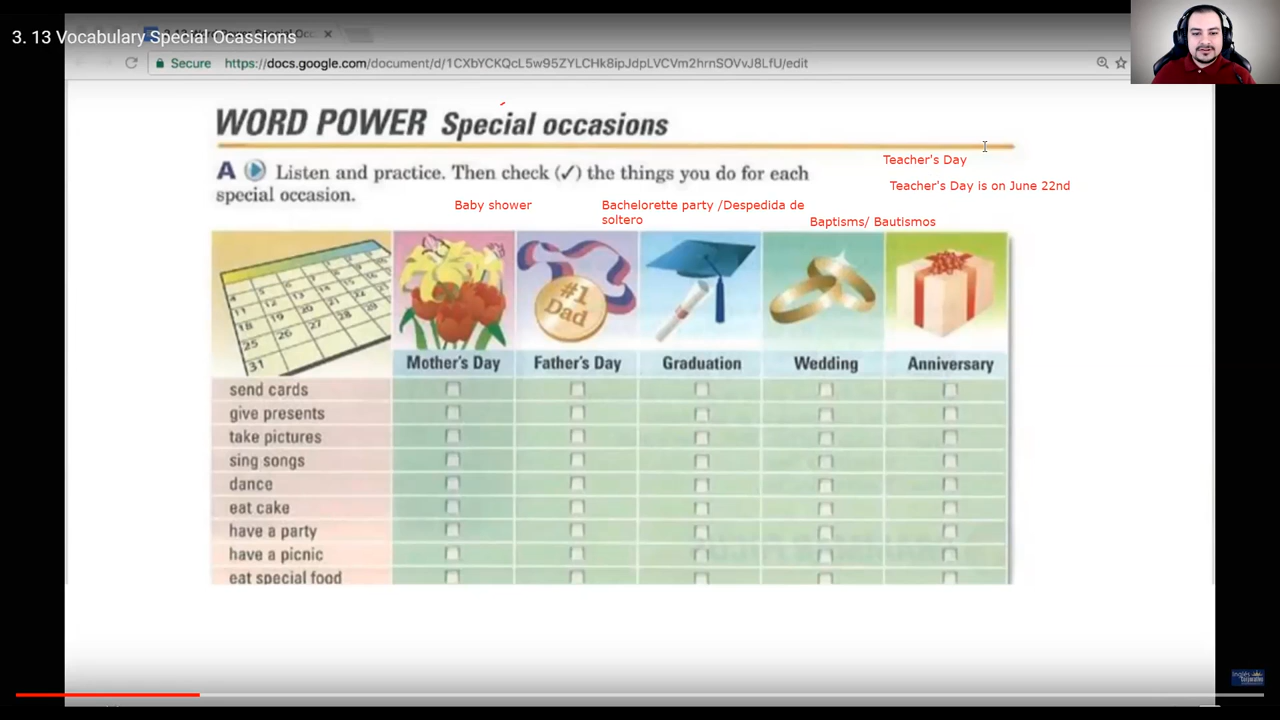 3. 13 Vocabulary Special Ocassions
Secure https://docs.google.com/document/d/1CXbYCKQ_L5w95ZYLCHk8ipJdpLVCVm2hrnSOVvJ8LfU/edit
WORD POWER Special occasions
Teacher's Day
A Listen and practice. Then check (✓) the things you do for each
special occasion.
Teacher's Day is on June 22nd
Baby shower
Bachelorette party /Despedida de
soltero
Baptisms/ Bautismos
#1
Dad
Mother's Day Father's Day Graduation Wedding Anniversary
send cards
give presents
take pictures
sing songs
dance
eat cake
have a party
have a picnic
eat special food